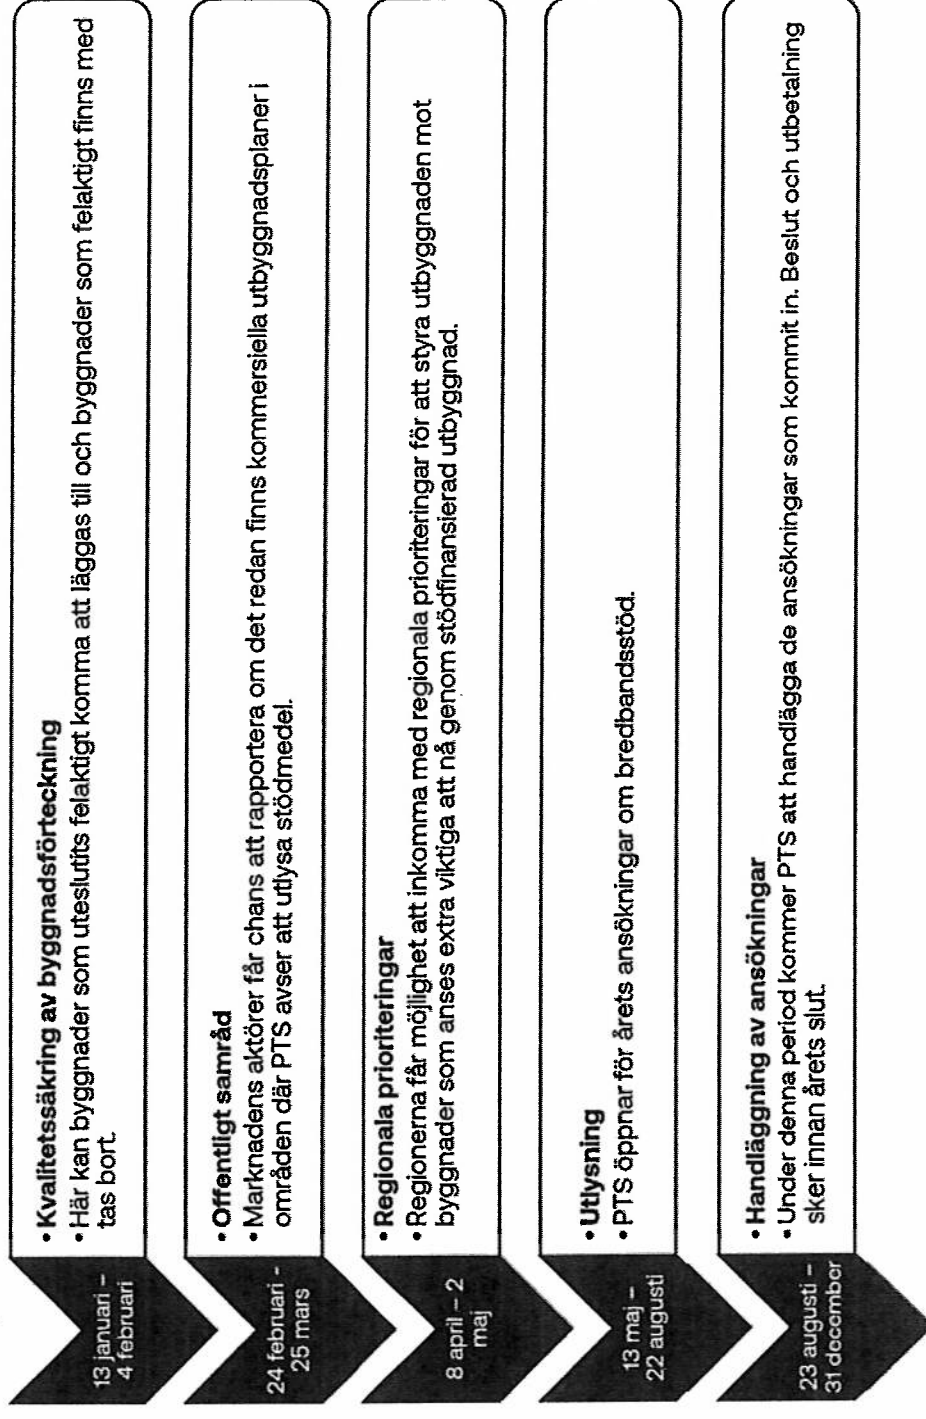 13 januari –
4 februari
• Kvalitetssäkring av byggnadsförteckning
• Här kan byggnader som uteslutits felaktigt komma att läggas till och byggnader som felaktigt finns med
tas bort.
24 februari -
25 mars
• Offentligt samråd
• Marknadens aktörer får chans att rapportera om det redan finns kommersiella utbyggnadsplaner i
områden där PTS avser att utlysa stödmedel.
8 april – 2
maj
• Regionala prioriteringar
• Regionerna får möjlighet att inkomma med regionala prioriteringar för att styra utbyggnaden mot
byggnader som anses extra viktiga att nå genom stödfinansierad utbyggnad.
13 maj –
22 augusti
• Utlysning
• PTS öppnar för årets ansökningar om bredbandsstöd.
23 augusti –
31 december
• Handläggning av ansökningar
• Under denna period kommer PTS att handlägga de ansökningar som kommit in. Beslut och utbetalning
sker innan årets slut.